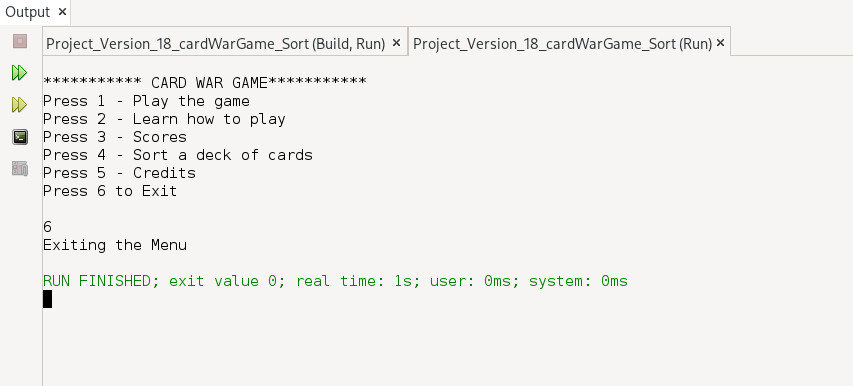 Output ×
Project_Version_18_cardWarGame_Sort (Build, Run) × Project_Version_18_cardWarGame_Sort (Run) ×
*********** CARD WAR GAME***********
Press 1 - Play the game
Press 2 - Learn how to play
Press 3 - Scores
Press 4 - Sort a deck of cards
Press 5 - Credits
Press 6 to Exit
6
Exiting the Menu
RUN FINISHED; exit value 0; real time: 1s; user: 0ms; system: 0ms